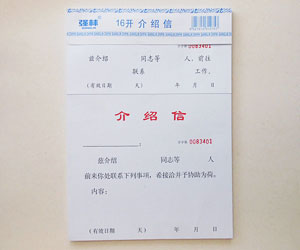 强林
16开介绍信
0083401
兹介绍 同志等 人，前往
联系 工作。
(有效日期 天) 年 月 日
介绍信
0083401
:
兹介绍 同志等 人
前来你处联系下列事项，希接洽并予协助为荷。
内容:
(有效日期 天) 年 月 日